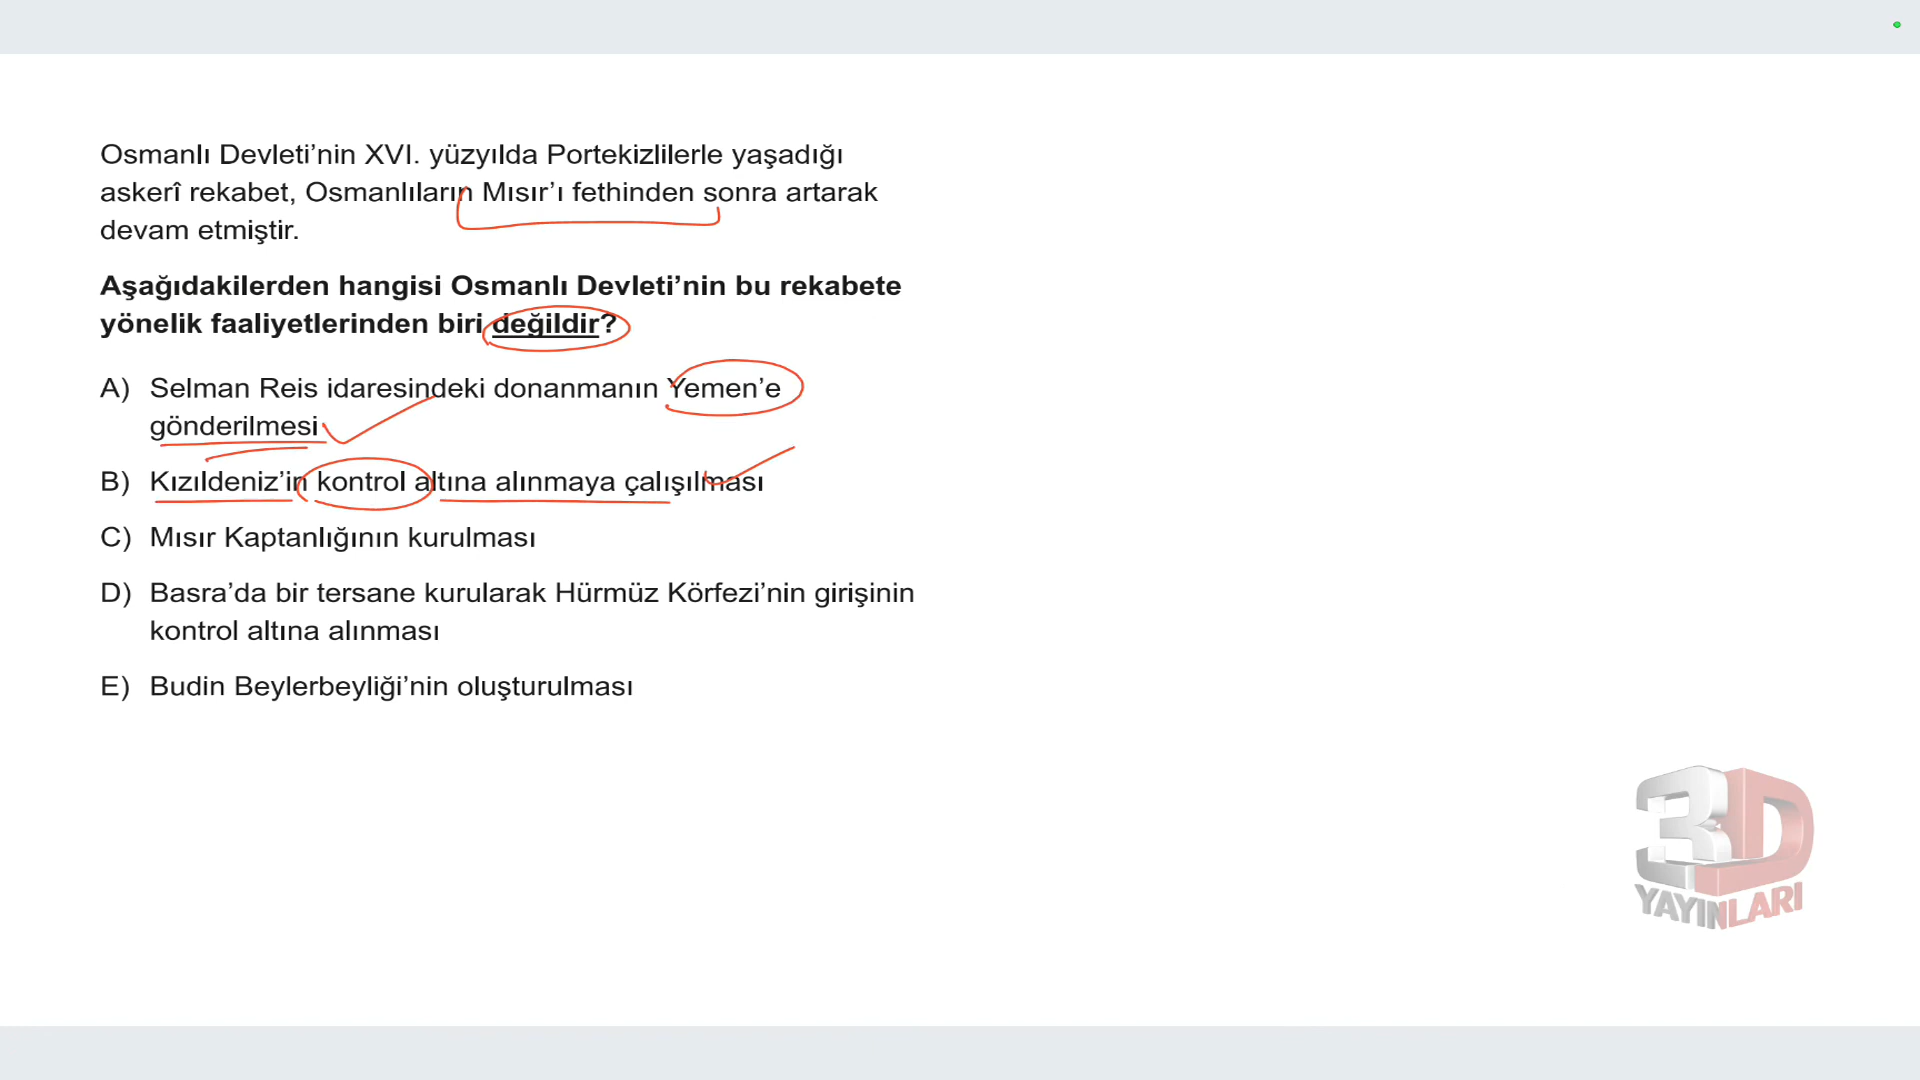 Osmanlı Devleti’nin XVI. yüzyılda Portekizlilerle yaşadığı
askerî rekabet, Osmanlıların Mısır’ı fethinden sonra artarak
devam etmiştir.
Aşağıdakilerden hangisi Osmanlı Devleti’nin bu rekabete
yönelik faaliyetlerinden biri değildir?
A) Selman Reis idaresindeki donanmanın Yemen’e
gönderilmesi
B) Kızıldeniz’in kontrol altına alınmaya çalışılması
C) Mısır Kaptanlığının kurulması
D) Basra’da bir tersane kurularak Hürmüz Körfezi’nin girişinin
kontrol altına alınması
E) Budin Beylerbeyliği’nin oluşturulması
3D
YAYINLARI